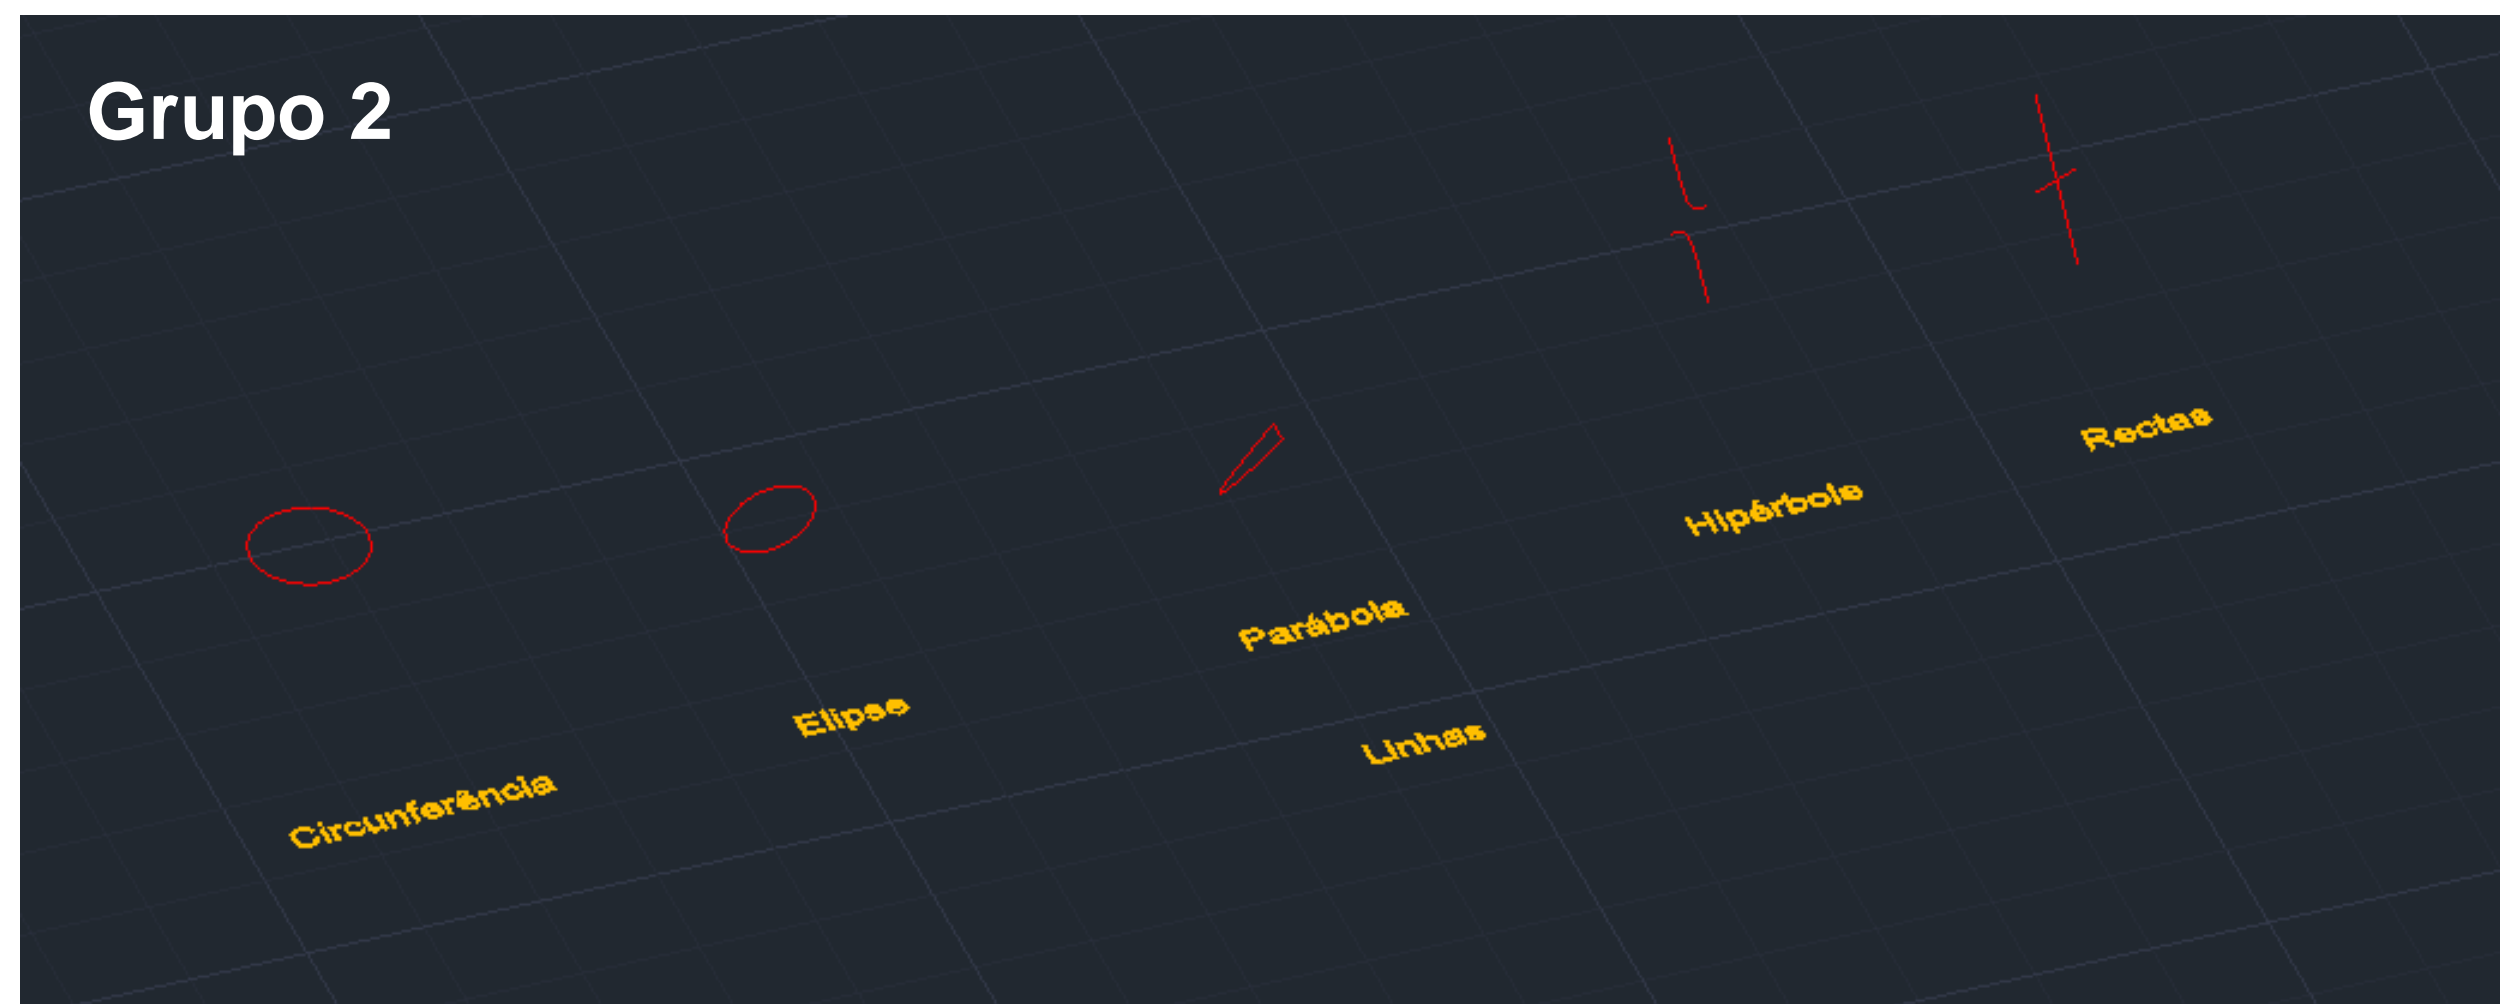 Grupo 2
Rectas
Hipérbole
Parábola
Elipse
Linhas
Circunferência